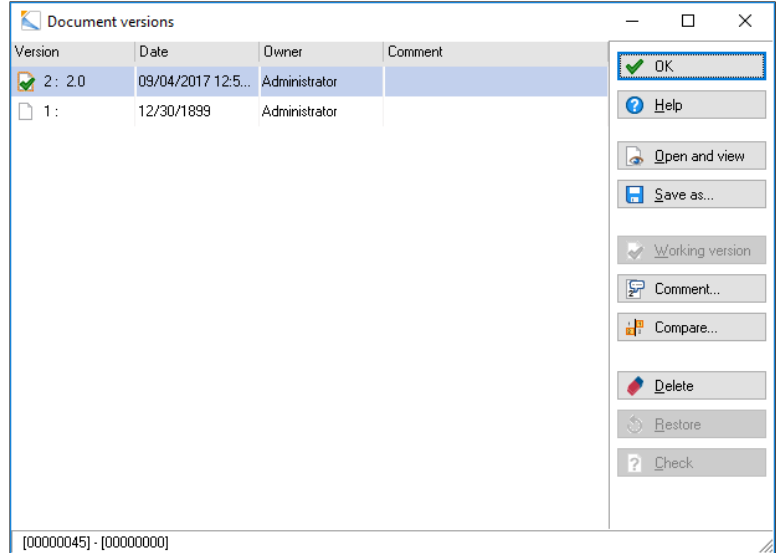 Document versions
Version Date Owner Comment
2 : 2.0 09/04/2017 12:5... Administrator
1 : 12/30/1899 Administrator
OK
Help
Open and view
Save as...
Working version
Comment...
Compare...
Delete
Restore
Check
[00000045] - [00000000]